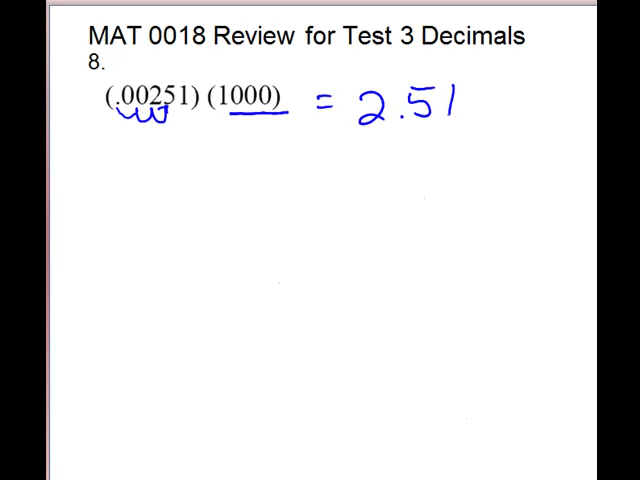 MAT 0018 Review for Test 3 Decimals
8.
(.00251) (1000) = 2.51